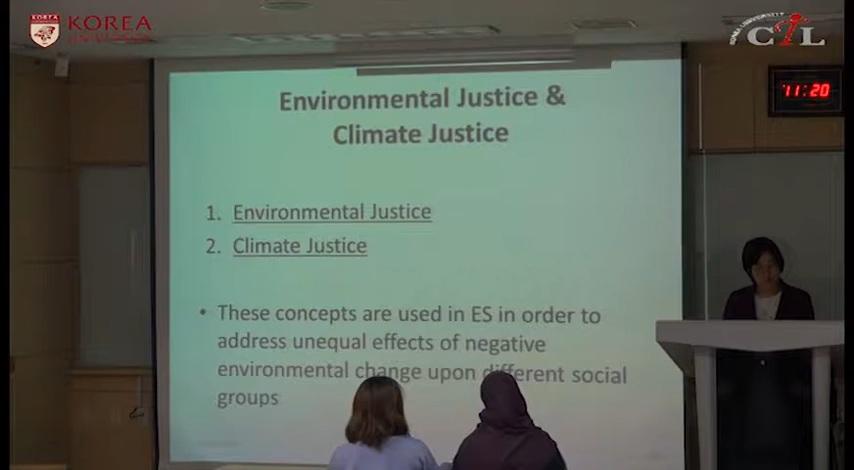 KOREA
CTL
11:20
Environmental Justice &
Climate Justice
1. Environmental Justice
2. Climate Justice
• These concepts are used in ES in order to
address unequal effects of negative
environmental change upon different social
groups